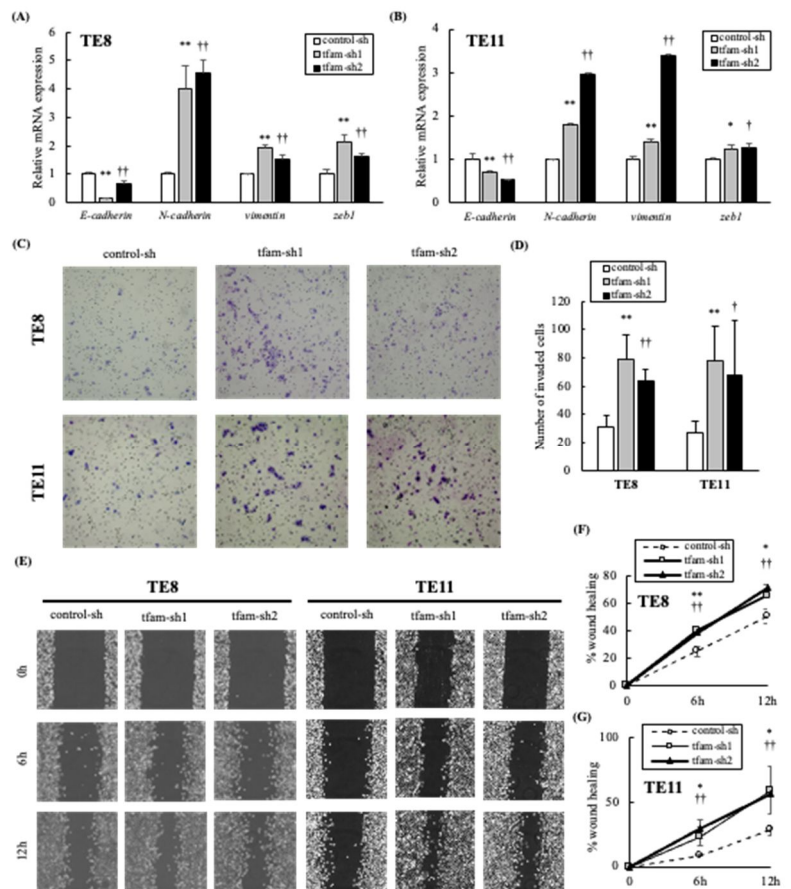 (A)
TE8
Relative mRNA expression
6
5
4
3
2
1
0
control-sh
tfam-sh1
tfam-sh2
** ††
** ††
** ††
** ††
E-cadherin N-cadherin vimentin zeb1
(B)
TE11
Relative mRNA expression
4
3
2
1
0
control-sh
tfam-sh1
tfam-sh2
** ††
** ††
** ††
* †
E-cadherin N-cadherin vimentin zeb1
(C)
control-sh tfam-sh1 tfam-sh2
TE8
TE11
(D)
control-sh
tfam-sh1
tfam-sh2
Number of invaded cells
120
100
80
60
40
20
0
** ††
** †
TE8 TE11
(E)
TE8 TE11
control-sh tfam-sh1 tfam-sh2 control-sh tfam-sh1 tfam-sh2
0h
6h
12h
(F)
control-sh
tfam-sh1
tfam-sh2
TE8
% wound healing
80
60
40
20
0
**
††
*
††
0 6h 12h
(G)
control-sh
tfam-sh1
tfam-sh2
TE11
% wound healing
100
50
0
*
††
*
††
0 6h 12h